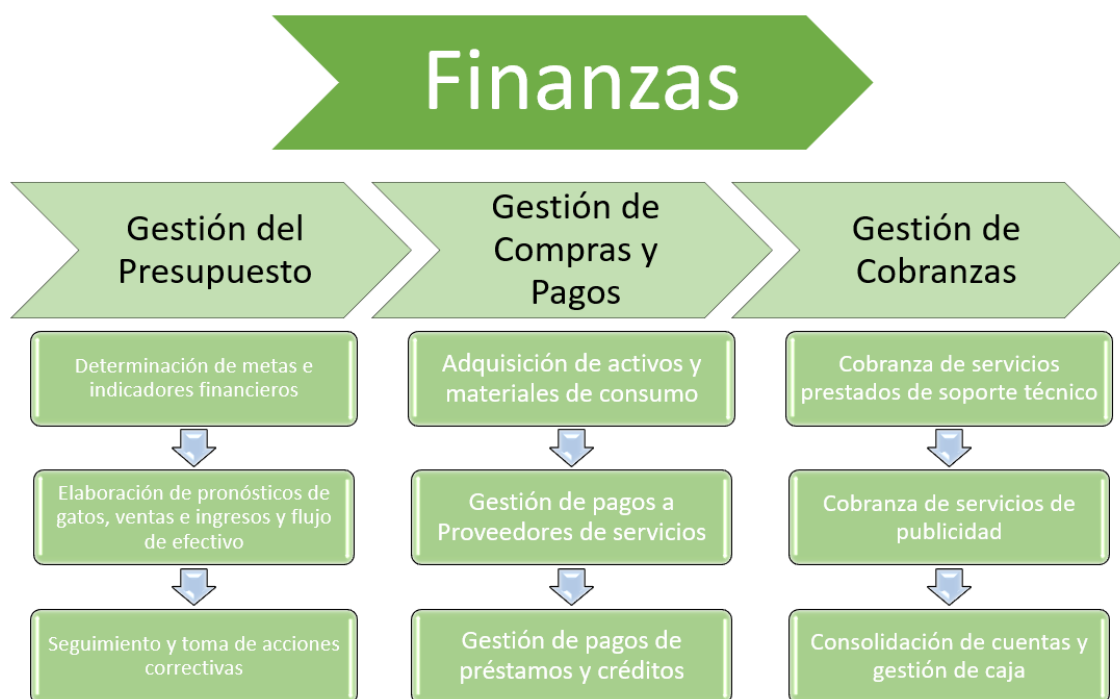 Finanzas
Gestión del
Presupuesto
Determinación de metas e
indicadores financieros
Elaboración de pronósticos de
gatos, ventas e ingresos y flujo
de efectivo
Seguimiento y toma de acciones
correctivas
Gestión de
Compras y
Pagos
Adquisición de activos y
materiales de consumo
Gestión de pagos a
Proveedores de servicios
Gestión de pagos de
préstamos y créditos
Gestión de
Cobranzas
Cobranza de servicios
prestados de soporte técnico
Cobranza de servicios de
publicidad
Consolidación de cuentas y
gestión de caja